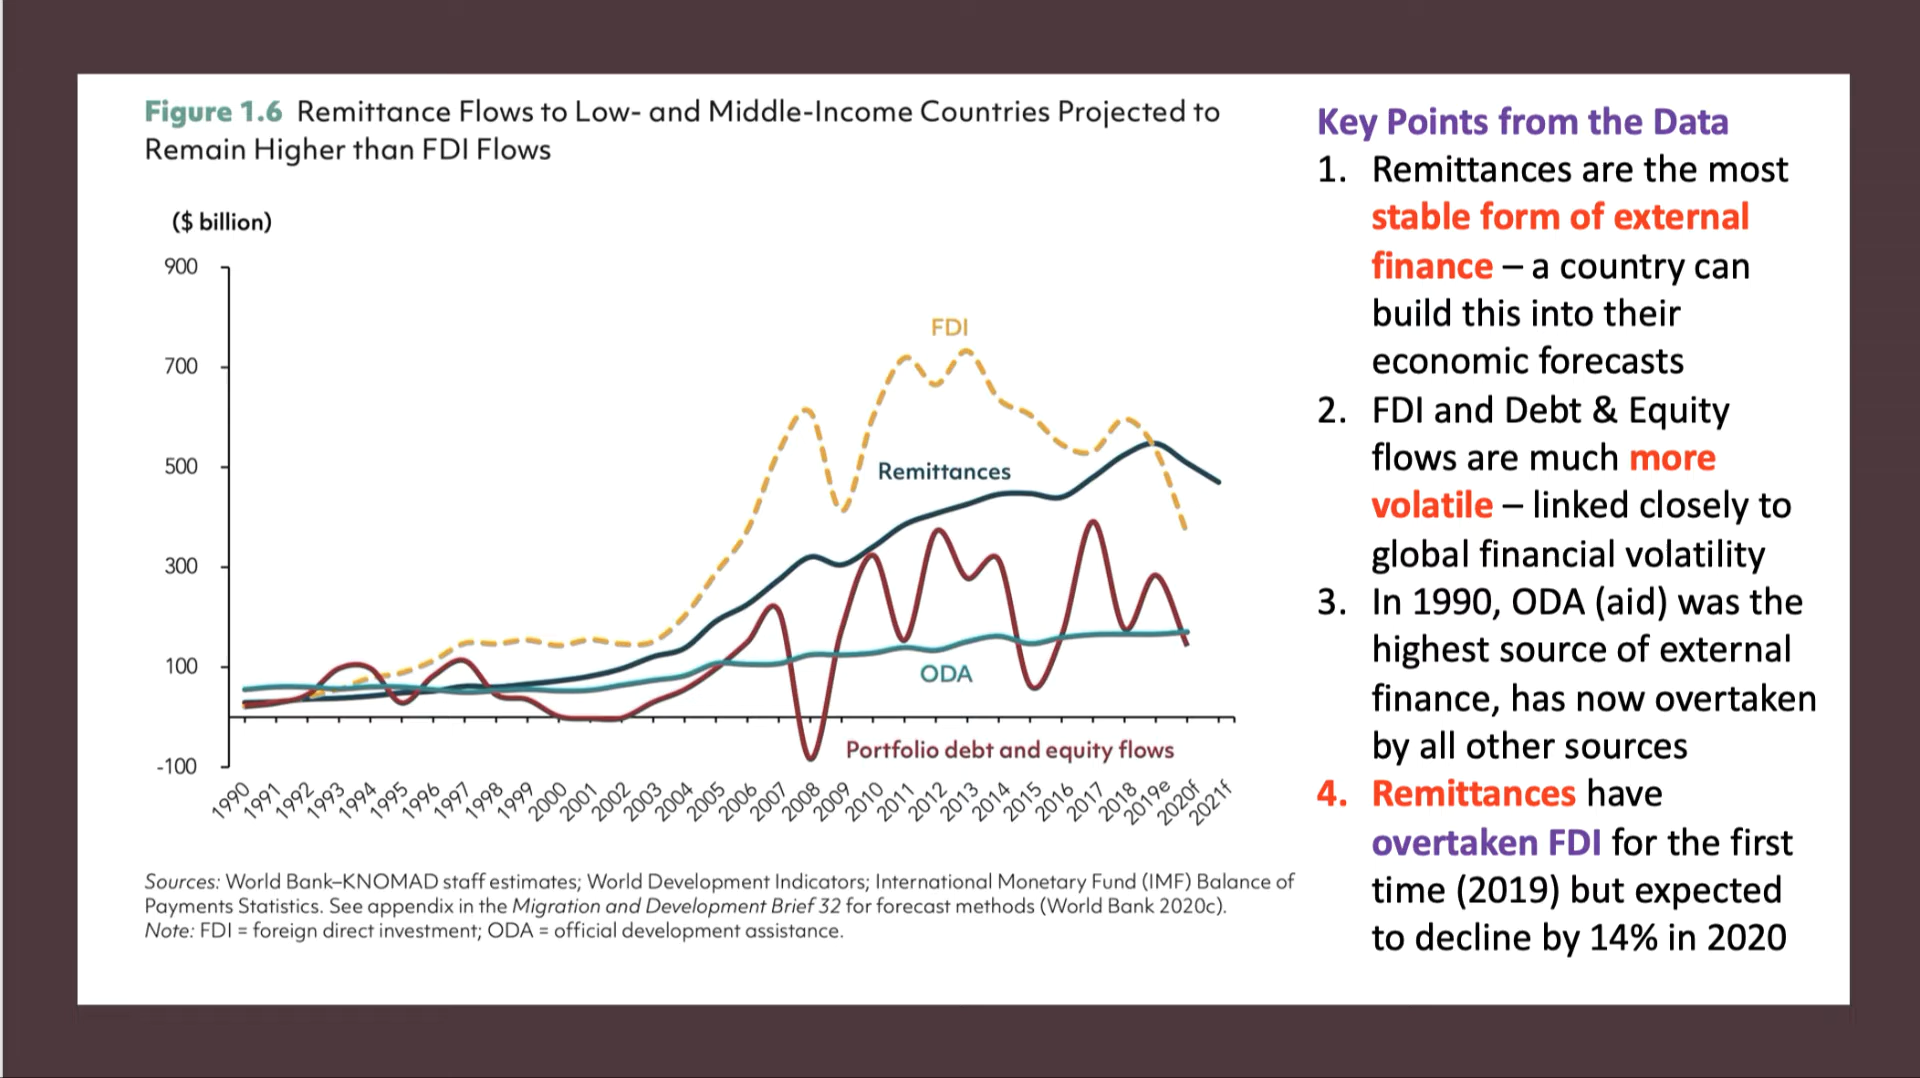 Figure 1.6 Remittance Flows to Low- and Middle-Income Countries Projected to
Remain Higher than FDI Flows
($ billion)
900
700
500
300
100
-100
FDI
Remittances
ODA
Portfolio debt and equity flows
1990
1991
1992
1993
1994
1995
1996
1997
1998
1999
2000
2001
2002
2003
2004
2005
2006
2007
2008
2009
2010
2011
2012
2013
2014
2015
2016
2017
2018
2019e
2020f
2021f
Sources: World Bank–KNOMAD staff estimates; World Development Indicators; International Monetary Fund (IMF) Balance of
Payments Statistics. See appendix in the Migration and Development Brief 32 for forecast methods (World Bank 2020c).
Note: FDI = foreign direct investment; ODA = official development assistance.
Key Points from the Data
1. Remittances are the most
stable form of external
finance – a country can
build this into their
economic forecasts
2. FDI and Debt & Equity
flows are much more
volatile – linked closely to
global financial volatility
3. In 1990, ODA (aid) was the
highest source of external
finance, has now overtaken
by all other sources
4. Remittances have
overtaken FDI for the first
time (2019) but expected
to decline by 14% in 2020